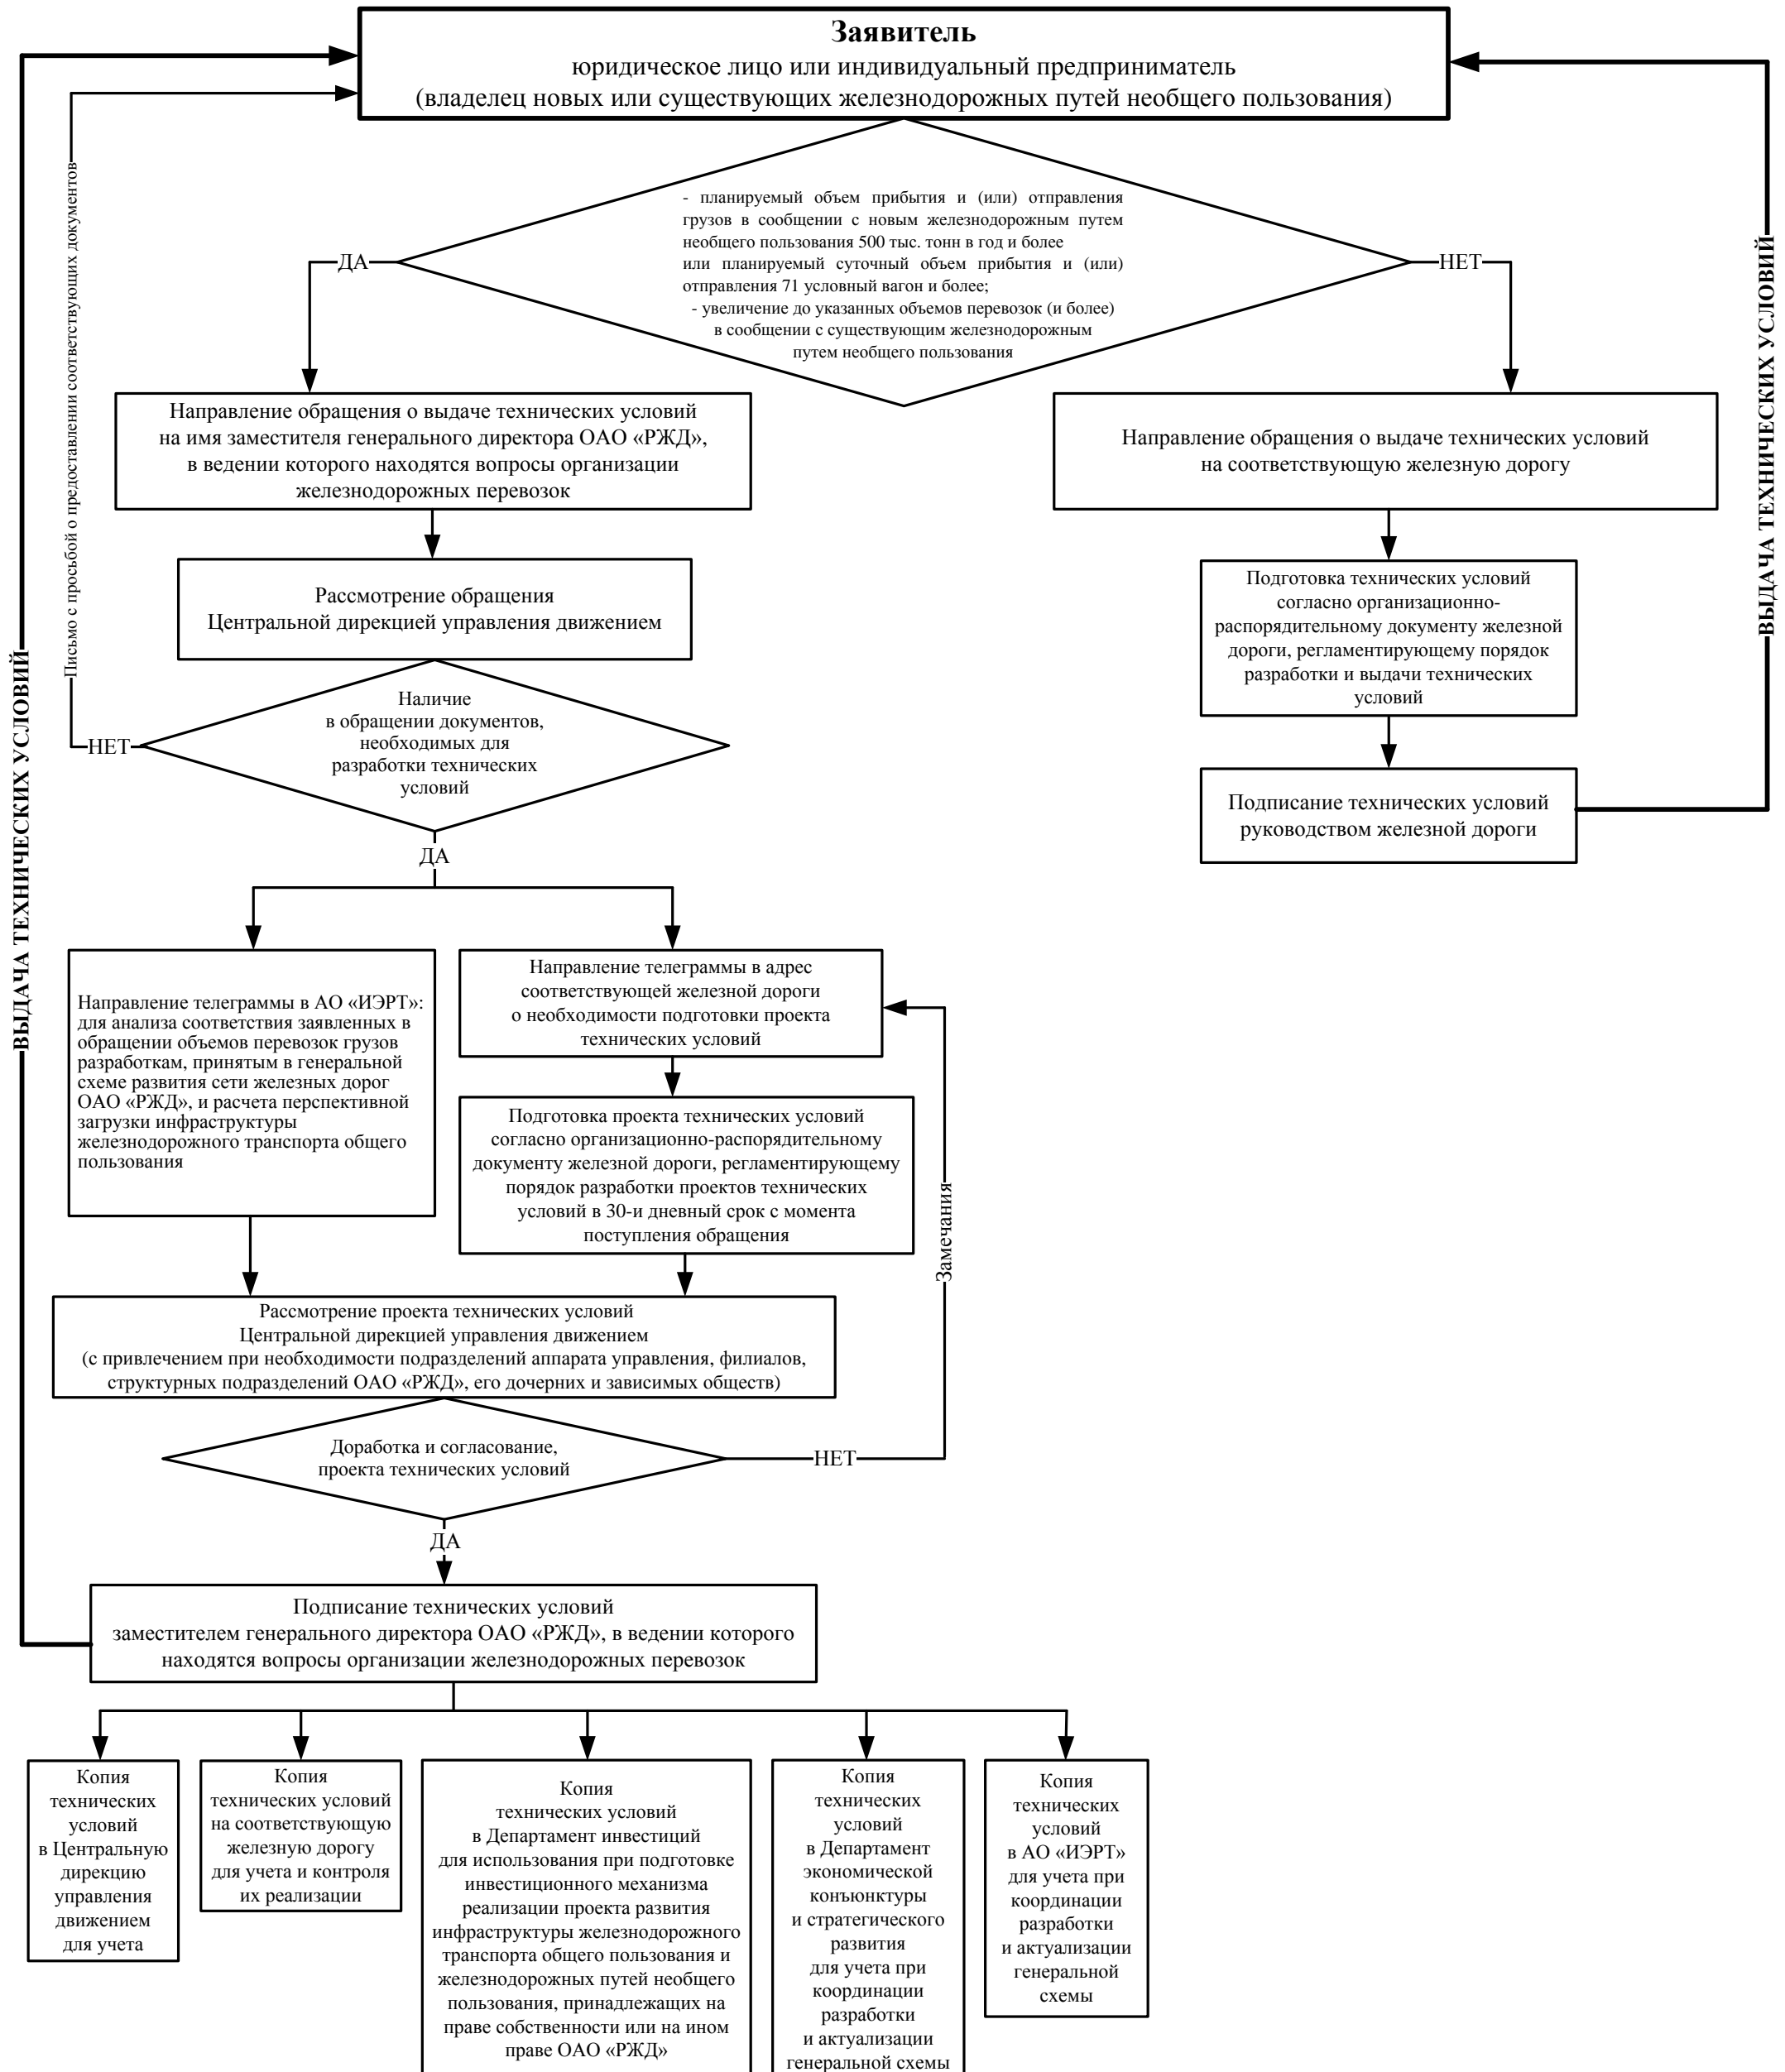 Заявитель
юридическое лицо или индивидуальный предприниматель
(владелец новых или существующих железнодорожных путей необщего пользования)
- планируемый объем прибытия и (или) отправления
грузов в сообщении с новым железнодорожным путем
необщего пользования 500 тыс. тонн в год и более
или планируемый суточный объем прибытия и (или)
отправления 71 условный вагон и более;
- увеличение до указанных объемов перевозок (и более)
в сообщении с существующим железнодорожным
путем необщего пользования
ДА
НЕТ
Письмо с просьбой о предоставлении соответствующих документов
ВЫДАЧА ТЕХНИЧЕСКИХ УСЛОВИЙ
ВЫДАЧА ТЕХНИЧЕСКИХ УСЛОВИЙ
Направление обращения о выдаче технических условий
на имя заместителя генерального директора ОАО «РЖД»,
в ведении которого находятся вопросы организации
железнодорожных перевозок
Направление обращения о выдаче технических условий
на соответствующую железную дорогу
Рассмотрение обращения
Центральной дирекцией управления движением
Подготовка технических условий
согласно организационно-
распорядительному документу железной
дороги, регламентирующему порядок
разработки и выдачи технических
условий
Наличие
в обращении документов,
необходимых для
разработки технических
условий
НЕТ
Подписание технических условий
руководством железной дороги
ДА
Направление телеграммы в АО «ИЭРТ»:
для анализа соответствия заявленных в
обращении объемов перевозок грузов
разработкам, принятым в генеральной
схеме развития сети железных дорог
ОАО «РЖД», и расчета перспективной
загрузки инфраструктуры
железнодорожного транспорта общего
пользования
Направление телеграммы в адрес
соответствующей железной дороги
о необходимости подготовки проекта
технических условий
Подготовка проекта технических условий
согласно организационно-распорядительному
документу железной дороги, регламентирующему
порядок разработки проектов технических
условий в 30-и дневный срок с момента
поступления обращения
Замечания
Рассмотрение проекта технических условий
Центральной дирекцией управления движением
(с привлечением при необходимости подразделений аппарата управления, филиалов,
структурных подразделений ОАО «РЖД», его дочерних и зависимых обществ)
Доработка и согласование,
проекта технических условий
НЕТ
ДА
Подписание технических условий
заместителем генерального директора ОАО «РЖД», в ведении которого
находятся вопросы организации железнодорожных перевозок
Копия
технических
условий
в Центральную
дирекцию
управления
движением
для учета
Копия
технических условий
на соответствующую
железную дорогу
для учета и контроля
их реализации
Копия
технических условий
в Департамент инвестиций
для использования при подготовке
инвестиционного механизма
реализации проекта развития
инфраструктуры железнодорожного
транспорта общего пользования и
железнодорожных путей необщего
пользования, принадлежащих на
праве собственности или на ином
праве ОАО «РЖД»
Копия
технических
условий
в Департамент
экономической
конъюнктуры
и стратегического
развития
для учета при
координации
разработки
и актуализации
генеральной схемы
Копия
технических
условий
в АО «ИЭРТ»
для учета при
координации
разработки
и актуализации
генеральной
схемы